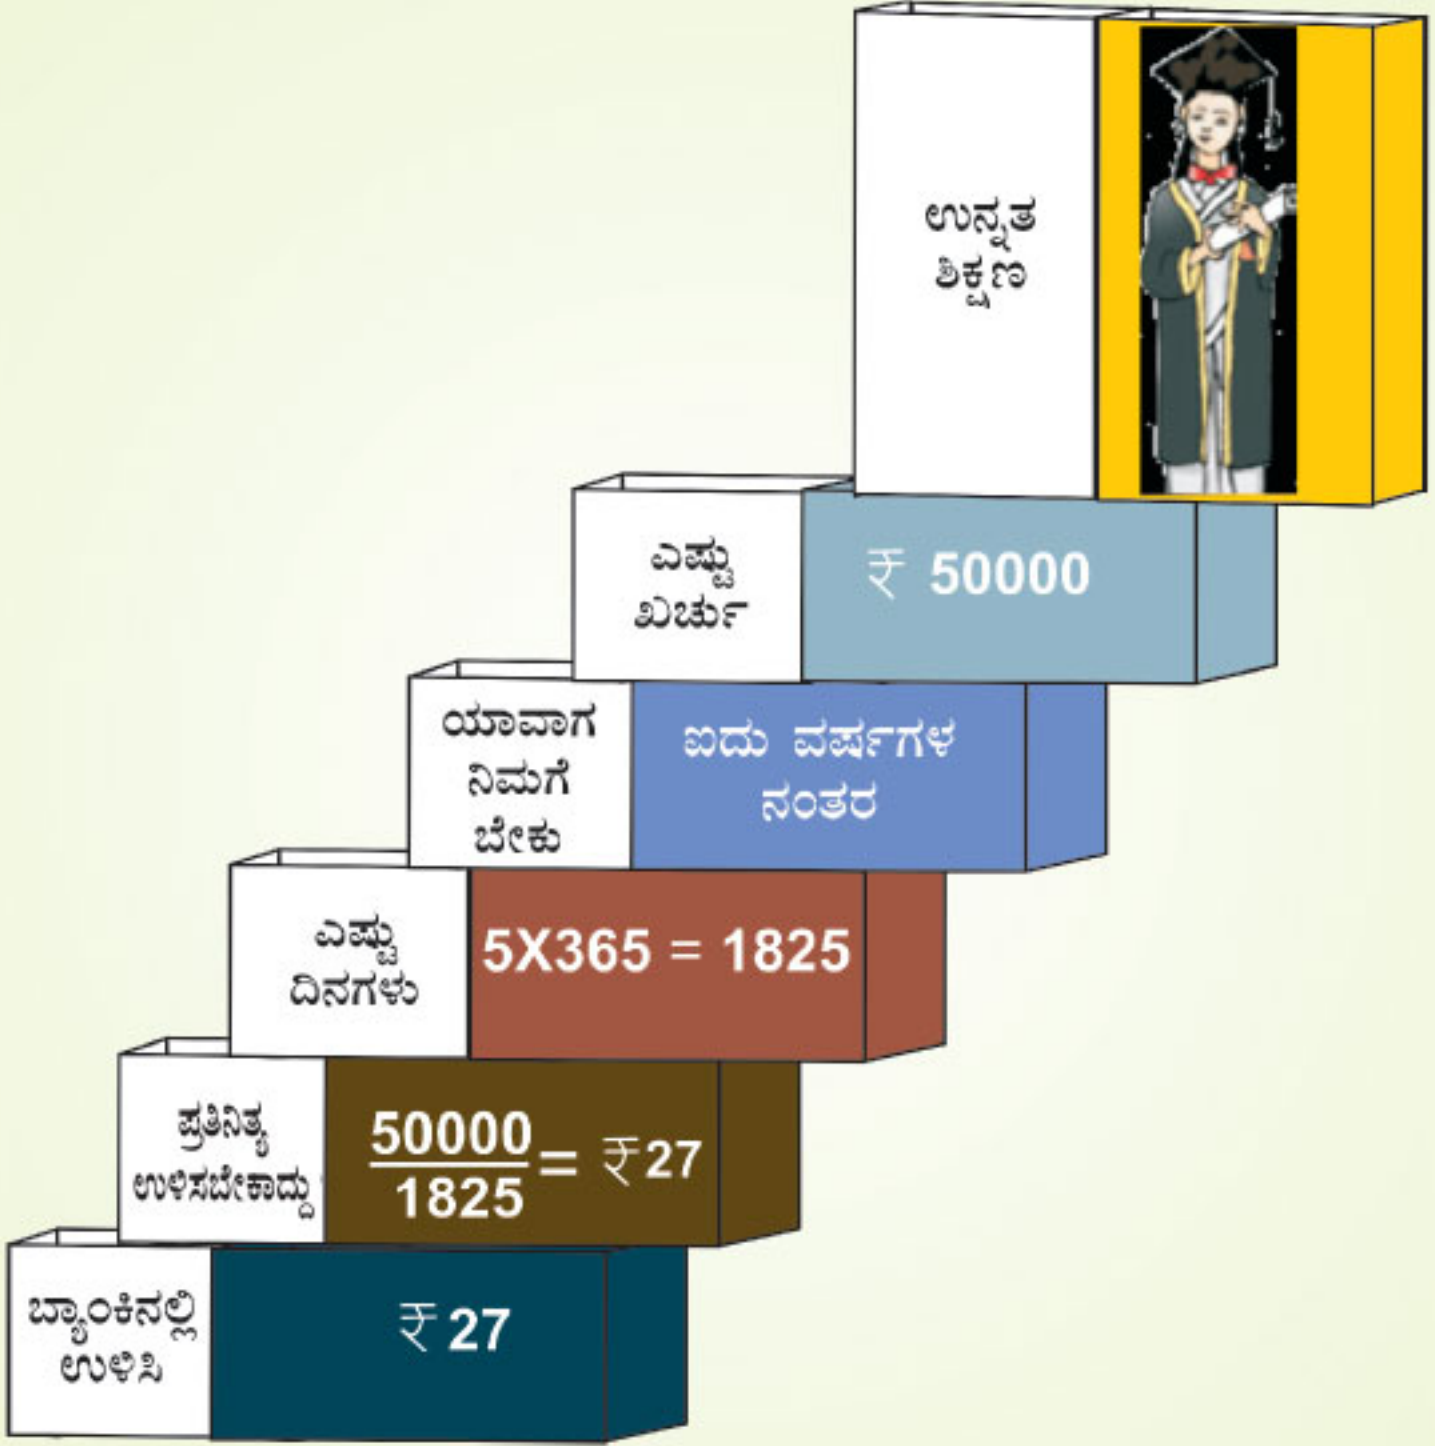 ಉನ್ನತ
ಶಿಕ್ಷಣ
ಎಷ್ಟು
ಖರ್ಚು
₹ 50000
ಯಾವಾಗ
ನಿಮಗೆ
ಬೇಕು
ಐದು ವರ್ಷಗಳ
ನಂತರ
ಎಷ್ಟು
ದಿನಗಳು
5X365 = 1825
ಪ್ರತಿನಿತ್ಯ
ಉಳಿಸಬೇಕಾದ್ದು
50000
1825
= ₹ 27
ಬ್ಯಾಂಕಿನಲ್ಲಿ
ಉಳಿಸಿ
₹ 27